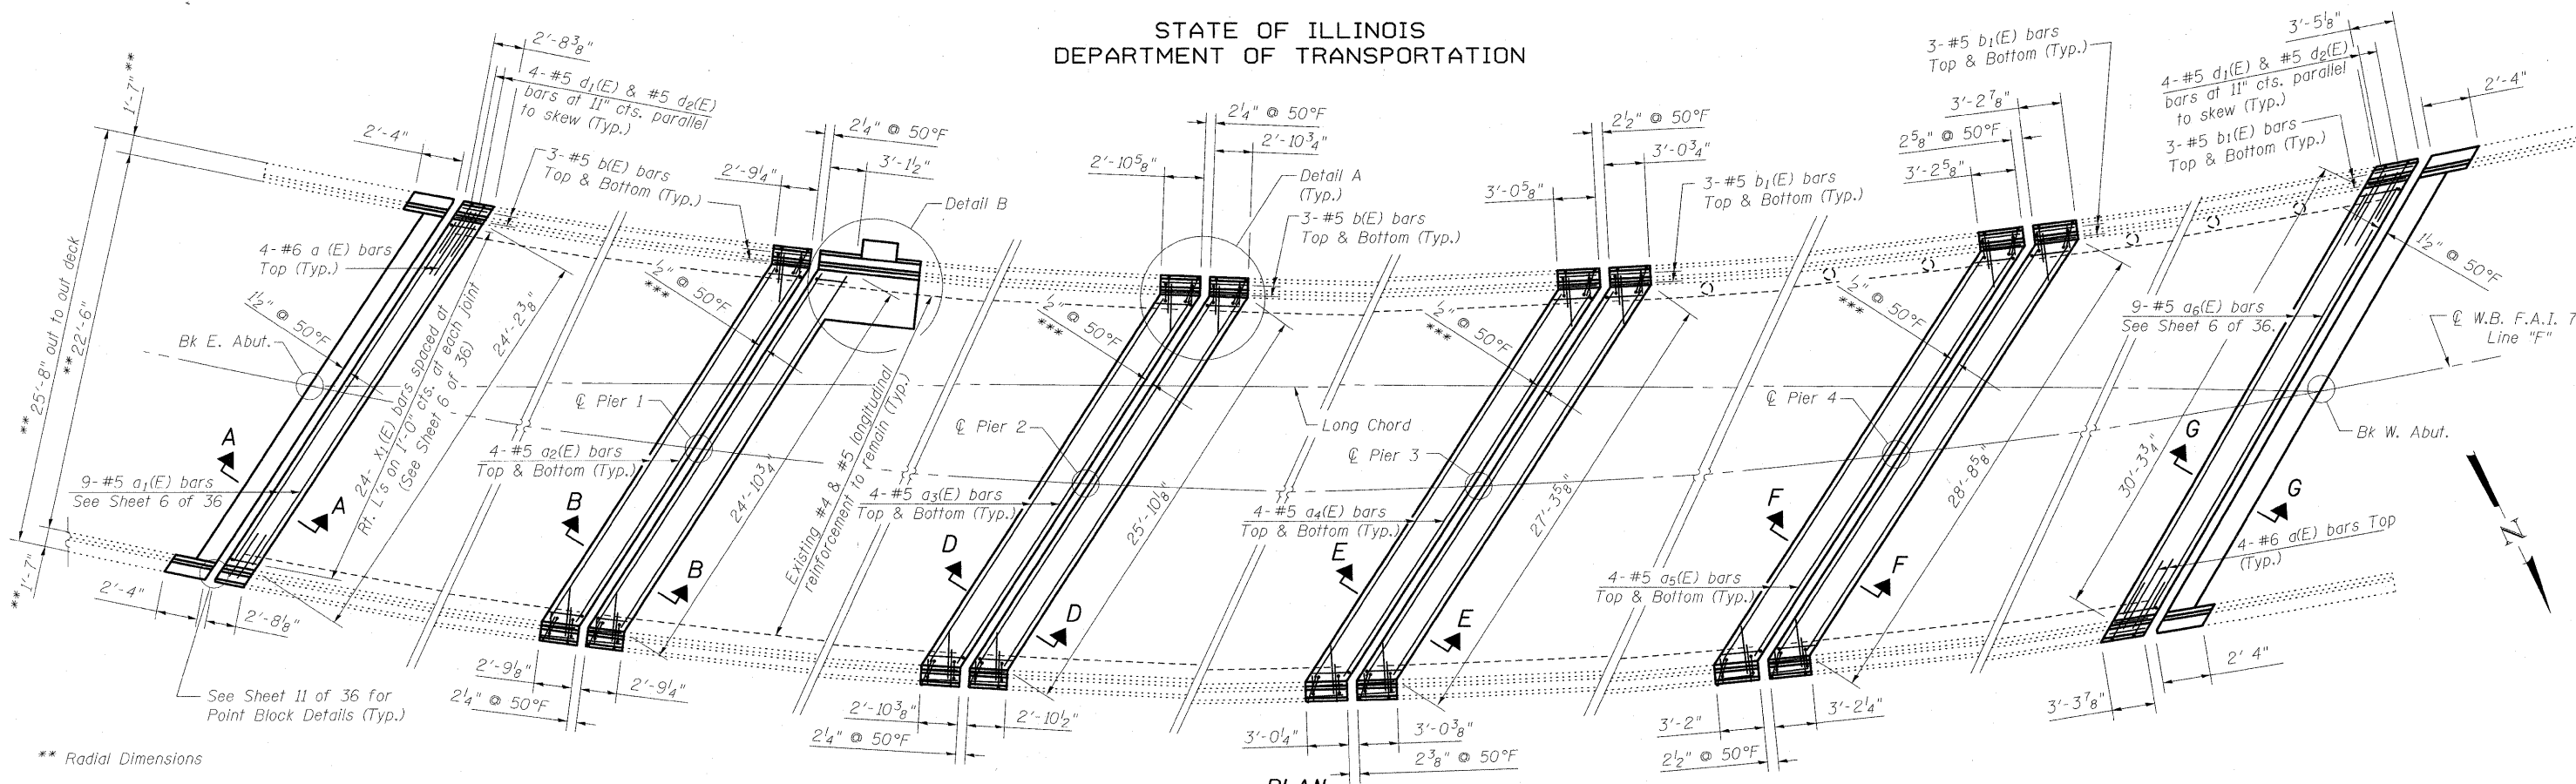 STATE OF ILLINOIS
DEPARTMENT OF TRANSPORTATION
1'-7" **
2'-8 3/8"
4-#5 d1(E) & #5 d2(E)
bars at 11" cts. parallel
to skew (Typ.)
2'-4"
3-#5 b(E) bars
Top & Bottom (Typ.)
2'-9 1/4"
2 1/4" @ 50°F
3'-1 1/2"
Detail B
2'-10 5/8"
2 1/4" @ 50°F
2'-10 3/4"
Detail A
(Typ.)
3-#5 b(E) bars
Top & Bottom (Typ.)
3'-0 5/8"
2 1/2" @ 50°F
3'-0 3/4"
3-#5 b1(E) bars
Top & Bottom (Typ.)
3-#5 b1(E) bars
Top & Bottom (Typ.)
3'-2 7/8"
2 5/8" @ 50°F
3'-2 5/8"
3'-5 1/8"
4-#5 d1(E) & #5 d2(E)
bars at 11" cts. parallel
to skew (Typ.)
3-#5 b1(E) bars
Top & Bottom (Typ.)
2'-4"
** 25'-8" out to out deck
** 22'-6"
4-#6 a (E) bars
Top (Typ.)
1 1/2" @ 50°F
Bk E. Abut.
24- x1(E) bars spaced at
Rt. L's on 1'-0" cts. at each joint
(See Sheet 6 of 36)
24'-2 3/8"
1/2" @ 50°F
***
1/2" @ 50°F
***
1/2" @ 50°F
***
1/2" @ 50°F
***
1 1/2" @ 50°F
9-#5 a6(E) bars
See Sheet 6 of 36.
℄ W.B. F.A.I. 7
Line "F"
℄ Pier 1
4-#5 a2(E) bars
Top & Bottom (Typ.)
24'-10 3/4"
Existing #4 & #5 longitudinal
reinforcement to remain (Typ.)
℄ Pier 2
4-#5 a3(E) bars
Top & Bottom (Typ.)
25'-10 1/8"
Long Chord
℄ Pier 3
4-#5 a4(E) bars
Top & Bottom (Typ.)
27'-3 5/8"
℄ Pier 4
4-#5 a5(E) bars
Top & Bottom (Typ.)
28'-8 5/8"
30'-3 3/4"
Bk W. Abut.
4-#6 a(E) bars Top
(Typ.)
9-#5 a1(E) bars
See Sheet 6 of 36
A
A
B
B
D
D
E
E
F
F
G
G
N
** 1'-7"
2'-4"
2'-8 1/8"
See Sheet 11 of 36 for
Point Block Details (Typ.)
2'-9 1/8"
2 1/4" @ 50°F
2'-9 1/4"
2'-10 3/8"
2 1/4" @ 50°F
2'-10 1/2"
3'-0 1/4"
3'-0 3/8"
2 3/8" @ 50°F
3'-2"
2 1/2" @ 50°F
3'-2 1/4"
3'-3 7/8"
2' 4"
** Radial Dimensions
PLAN